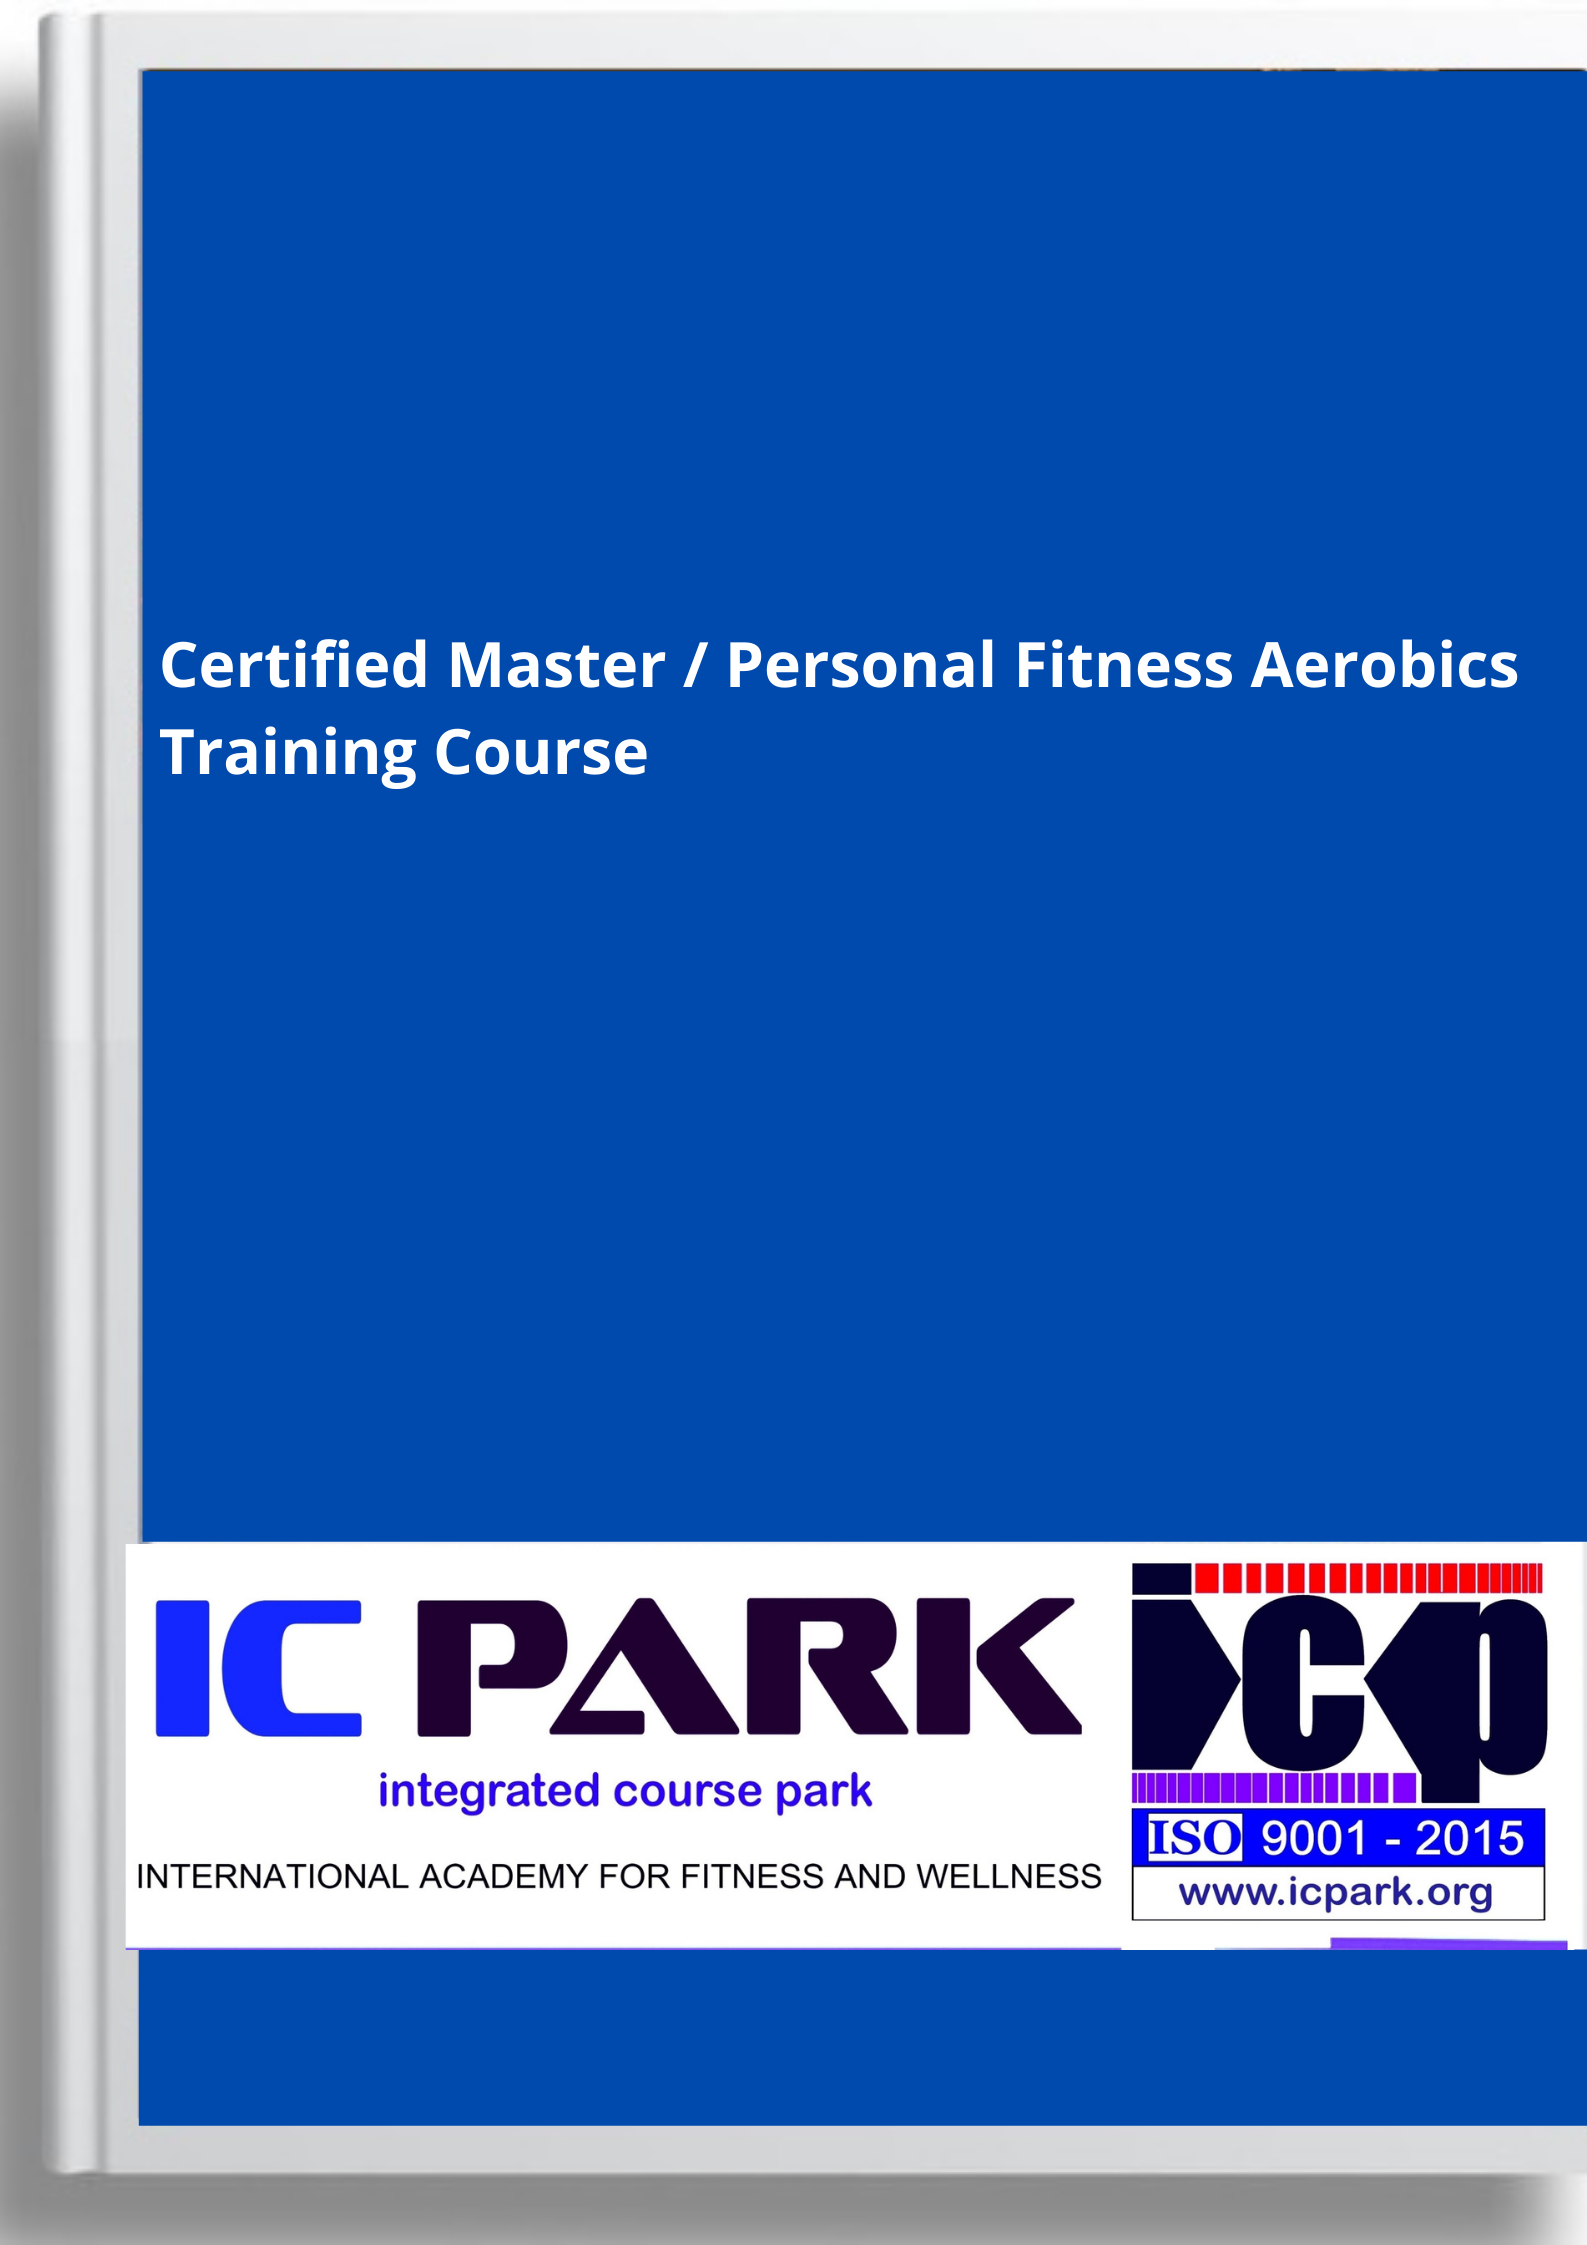 Certified Master / Personal Fitness Aerobics
Training Course
IC PARK
integrated course park
INTERNATIONAL ACADEMY FOR FITNESS AND WELLNESS
icp
ISO 9001 - 2015
www.icpark.org